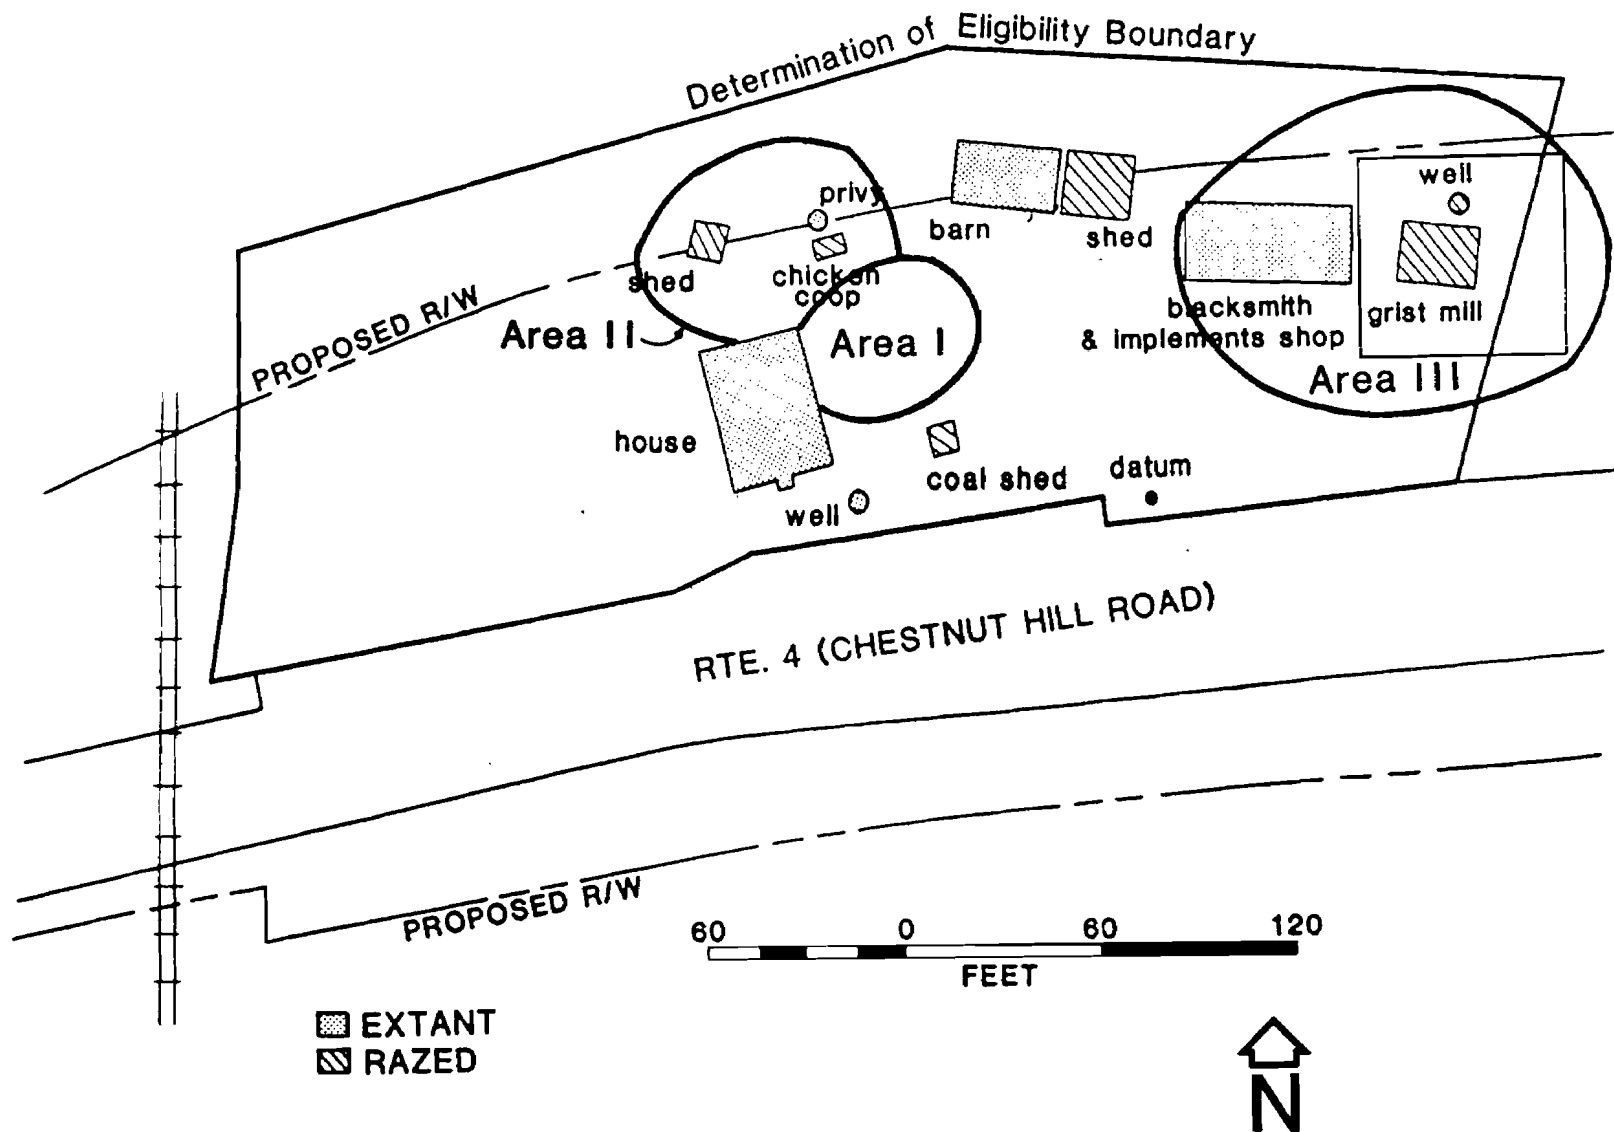 Determination of Eligibility Boundary
privy
well
barn
shed
shed
chicken
coop
PROPOSED R/W
Area II
Area I
blacksmith
& implements shop
grist mill
Area III
house
coal shed
datum
well
RTE. 4 (CHESTNUT HILL ROAD)
PROPOSED R/W
60 0 60 120
FEET
EXTANT
RAZED
N